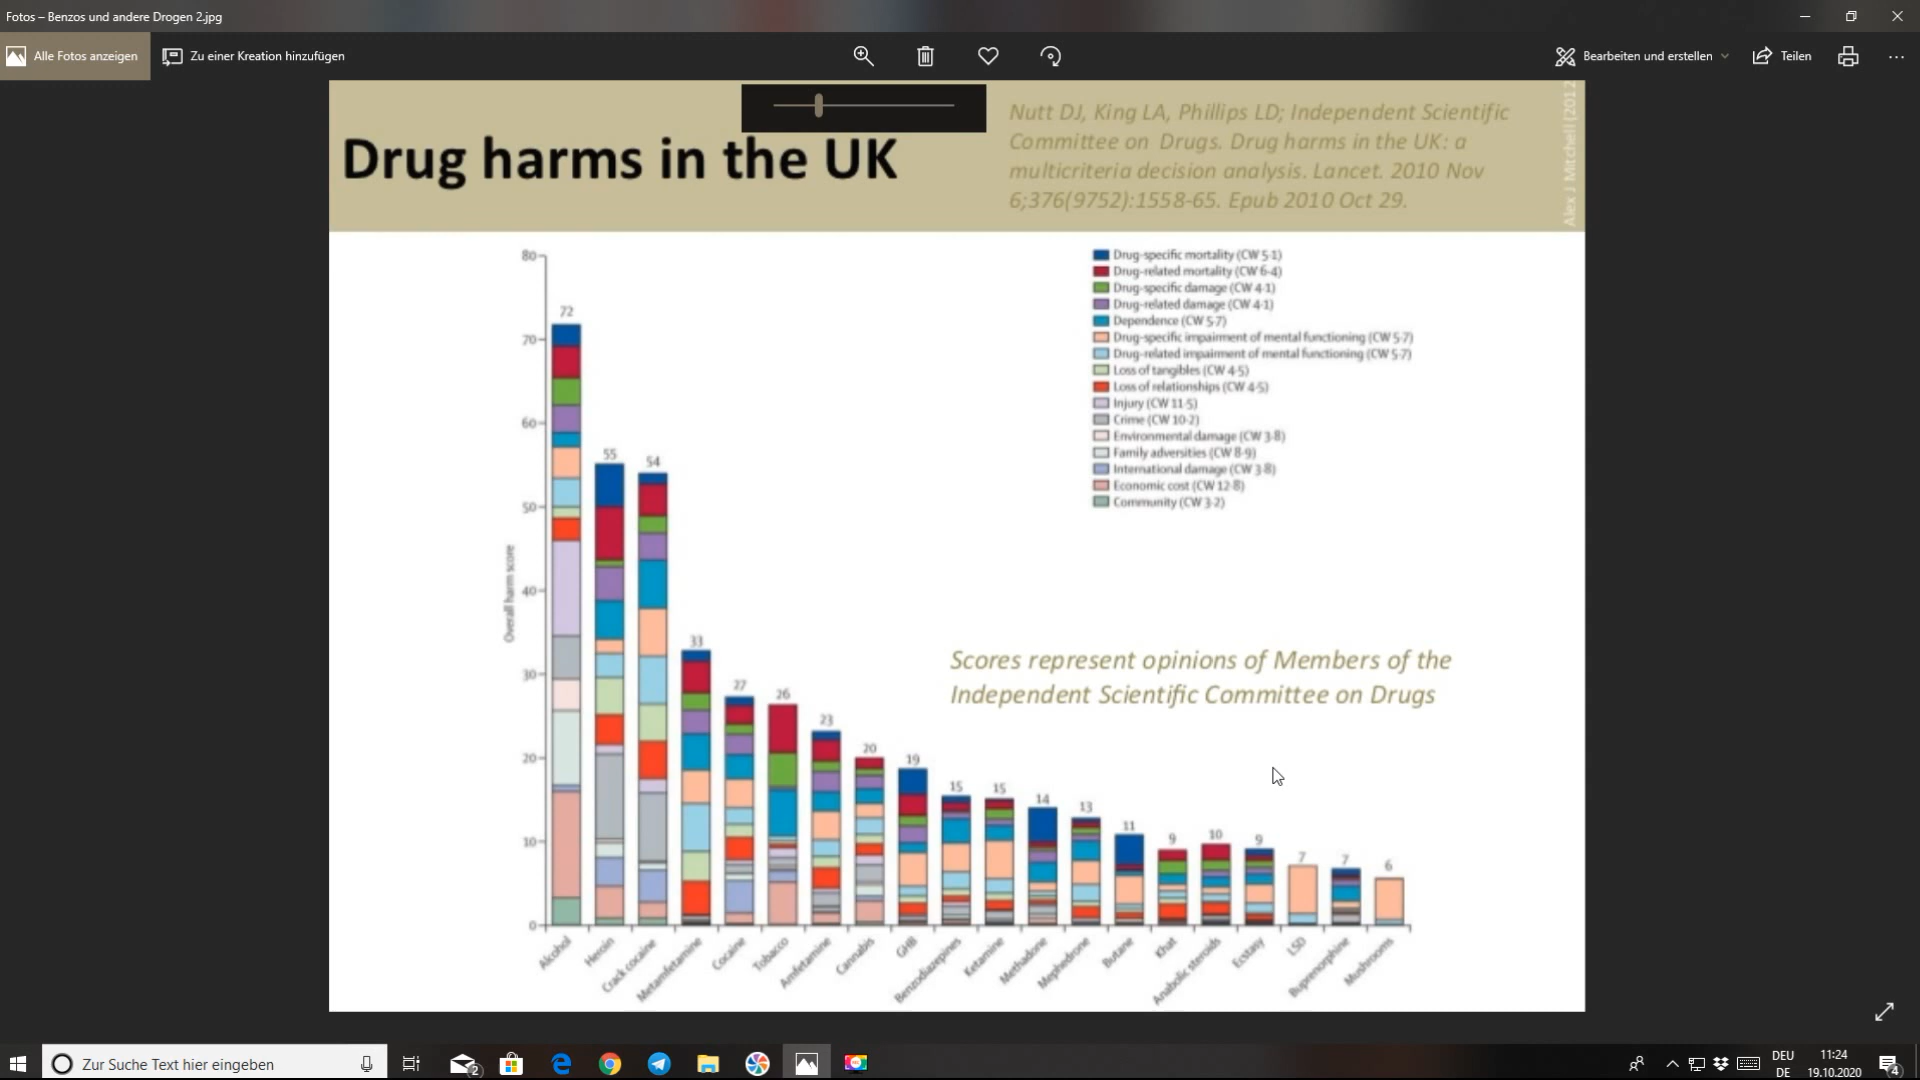 Fotos – Benzos und andere Drogen 2.jpg
Alle Fotos anzeigen
Zu einer Kreation hinzufügen
Bearbeiten und erstellen
Teilen
Drug harms in the UK
Nutt DJ, King LA, Phillips LD; Independent Scientific
Committee on Drugs. Drug harms in the UK: a
multicriteria decision analysis. Lancet. 2010 Nov
6;376(9752):1558-65. Epub 2010 Oct 29.
Alex J Mitchell (2012
Drug-specific mortality (CW 5·1)
Drug-related mortality (CW 6·4)
Drug-specific damage (CW 4·1)
Drug-related damage (CW 4·1)
Dependence (CW 5·7)
Drug-specific impairment of mental functioning (CW 5·7)
Drug-related impairment of mental functioning (CW 5·7)
Loss of tangibles (CW 4·5)
Loss of relationships (CW 4·5)
Injury (CW 11·5)
Crime (CW 10·2)
Environmental damage (CW 3·8)
Family adversities (CW 8·9)
International damage (CW 3·8)
Economic cost (CW 12·8)
Community (CW 3·2)
Overall harm score
80
70
60
50
40
30
20
10
0
72
55
54
33
27
26
23
20
19
15
15
14
13
11
9
10
9
7
7
6
Scores represent opinions of Members of the
Independent Scientific Committee on Drugs
Alcohol
Heroin
Crack cocaine
Metamfetamine
Cocaine
Tobacco
Amfetamine
Cannabis
GHB
Benzodiazepines
Ketamine
Methadone
Mephedrone
Butane
Khat
Anabolic steroids
Ecstasy
LSD
Buprenorphine
Mushrooms
Zur Suche Text hier eingeben
2
DEU
DE
11:24
19.10.2020
4